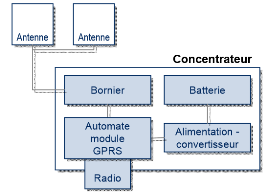 Antenne
Antenne
Concentrateur
Bornier
Batterie
Automate
module
GPRS
Alimentation -
convertisseur
Radio